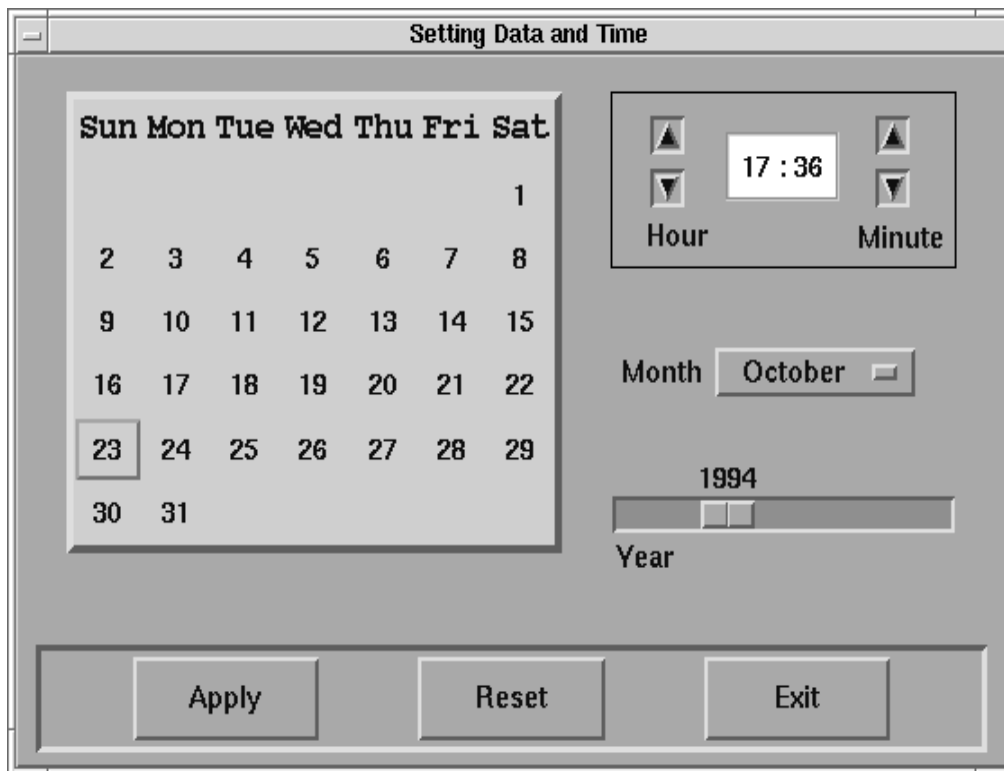 Setting Data and Time
Sun Mon Tue Wed Thu Fri Sat
1
2 3 4 5 6 7 8
9 10 11 12 13 14 15
16 17 18 19 20 21 22
23 24 25 26 27 28 29
30 31
17 : 36
Hour Minute
Month October
1994
Year
Apply Reset Exit